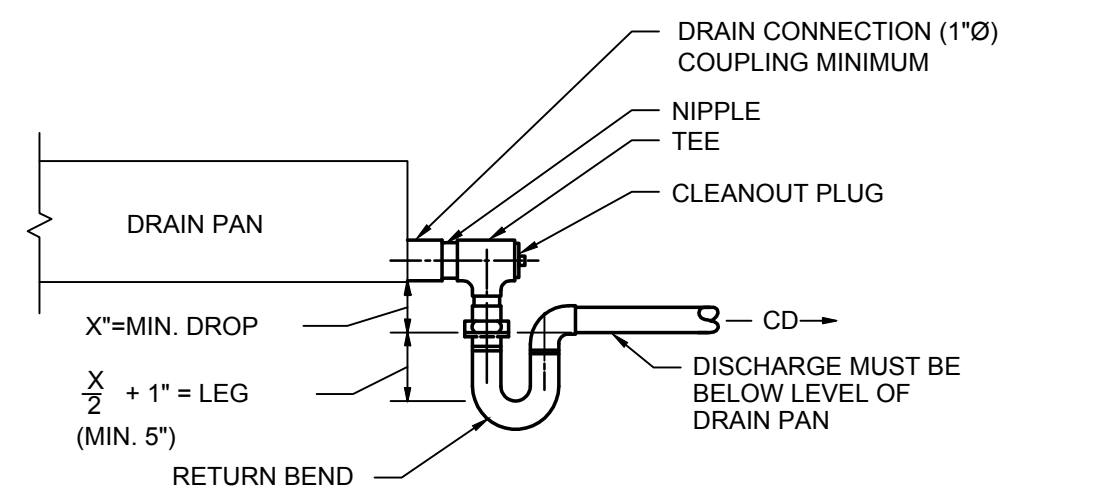 DRAIN CONNECTION (1"Ø)
COUPLING MINIMUM
NIPPLE
TEE
CLEANOUT PLUG
DRAIN PAN
X"=MIN. DROP
CD
X
2 + 1" = LEG
(MIN. 5")
DISCHARGE MUST BE
BELOW LEVEL OF
DRAIN PAN
RETURN BEND